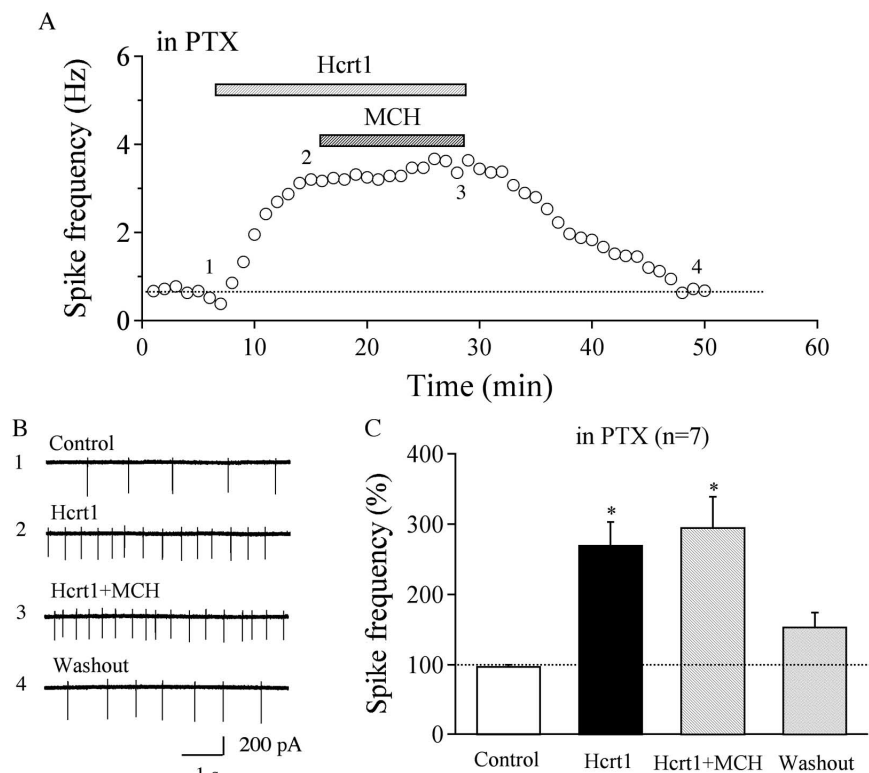 A
in PTX
Hcrt1
MCH
Spike frequency (Hz)
6
4
2
0
1
2
3
4
0 10 20 30 40 50 60
Time (min)
B
Control
1
Hcrt1
2
Hcrt1+MCH
3
Washout
4
200 pA
C
in PTX (n=7)
Spike frequency (%)
400
300
250
200
100
0
*
*
Control Hcrt1 Hcrt1+MCH Washout